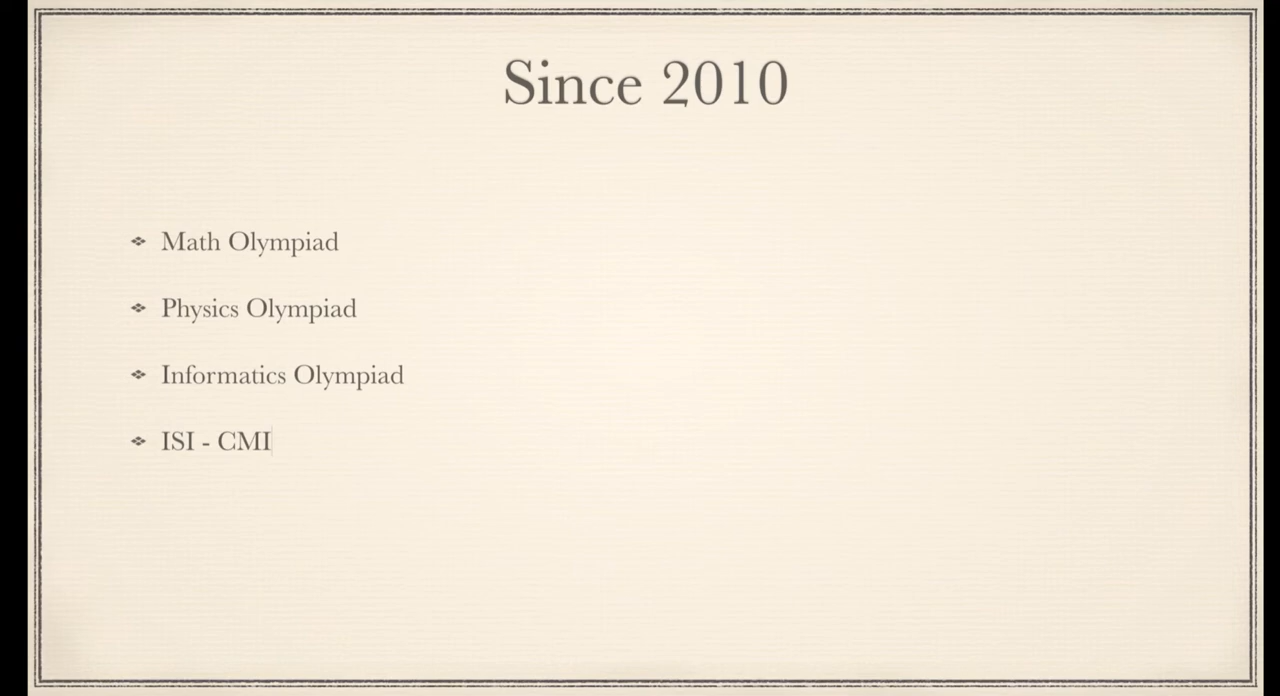 Since 2010
Math Olympiad
Physics Olympiad
Informatics Olympiad
ISI - CMI